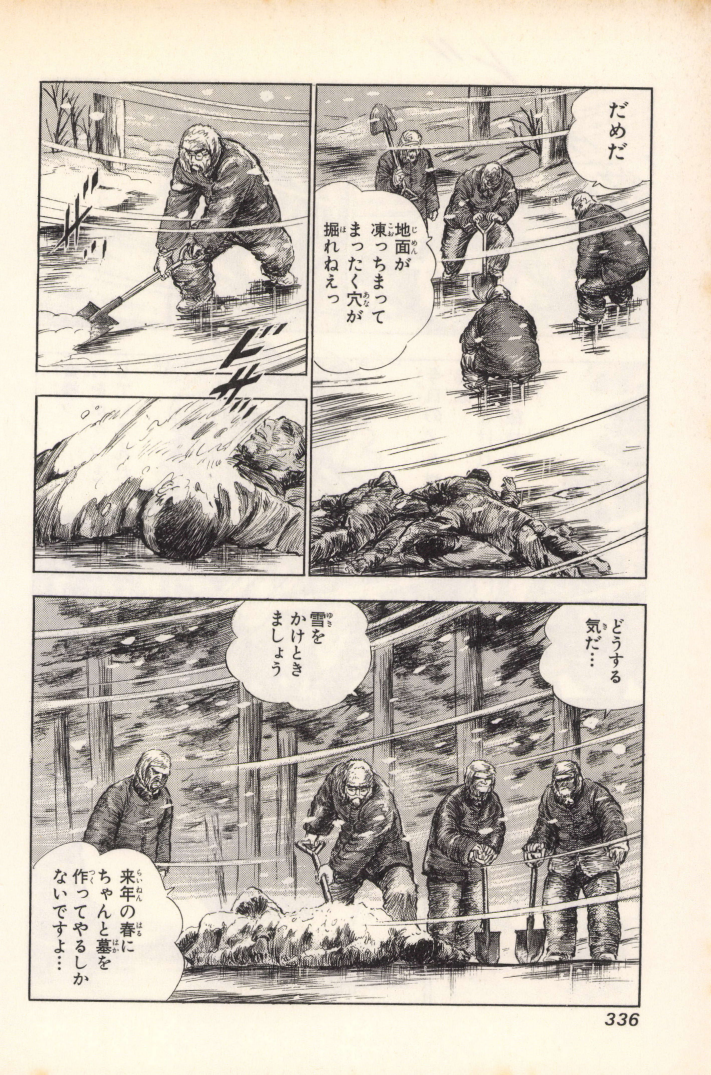 だめだ
地面が
凍っちまって
まったく穴が
掘れねえっ
ザザッ
ドサ…
どうする
気だ…
雪を
かけとき
ましょう
来年の春に
ちゃんと墓を
作ってやるしか
ないですよ…
336